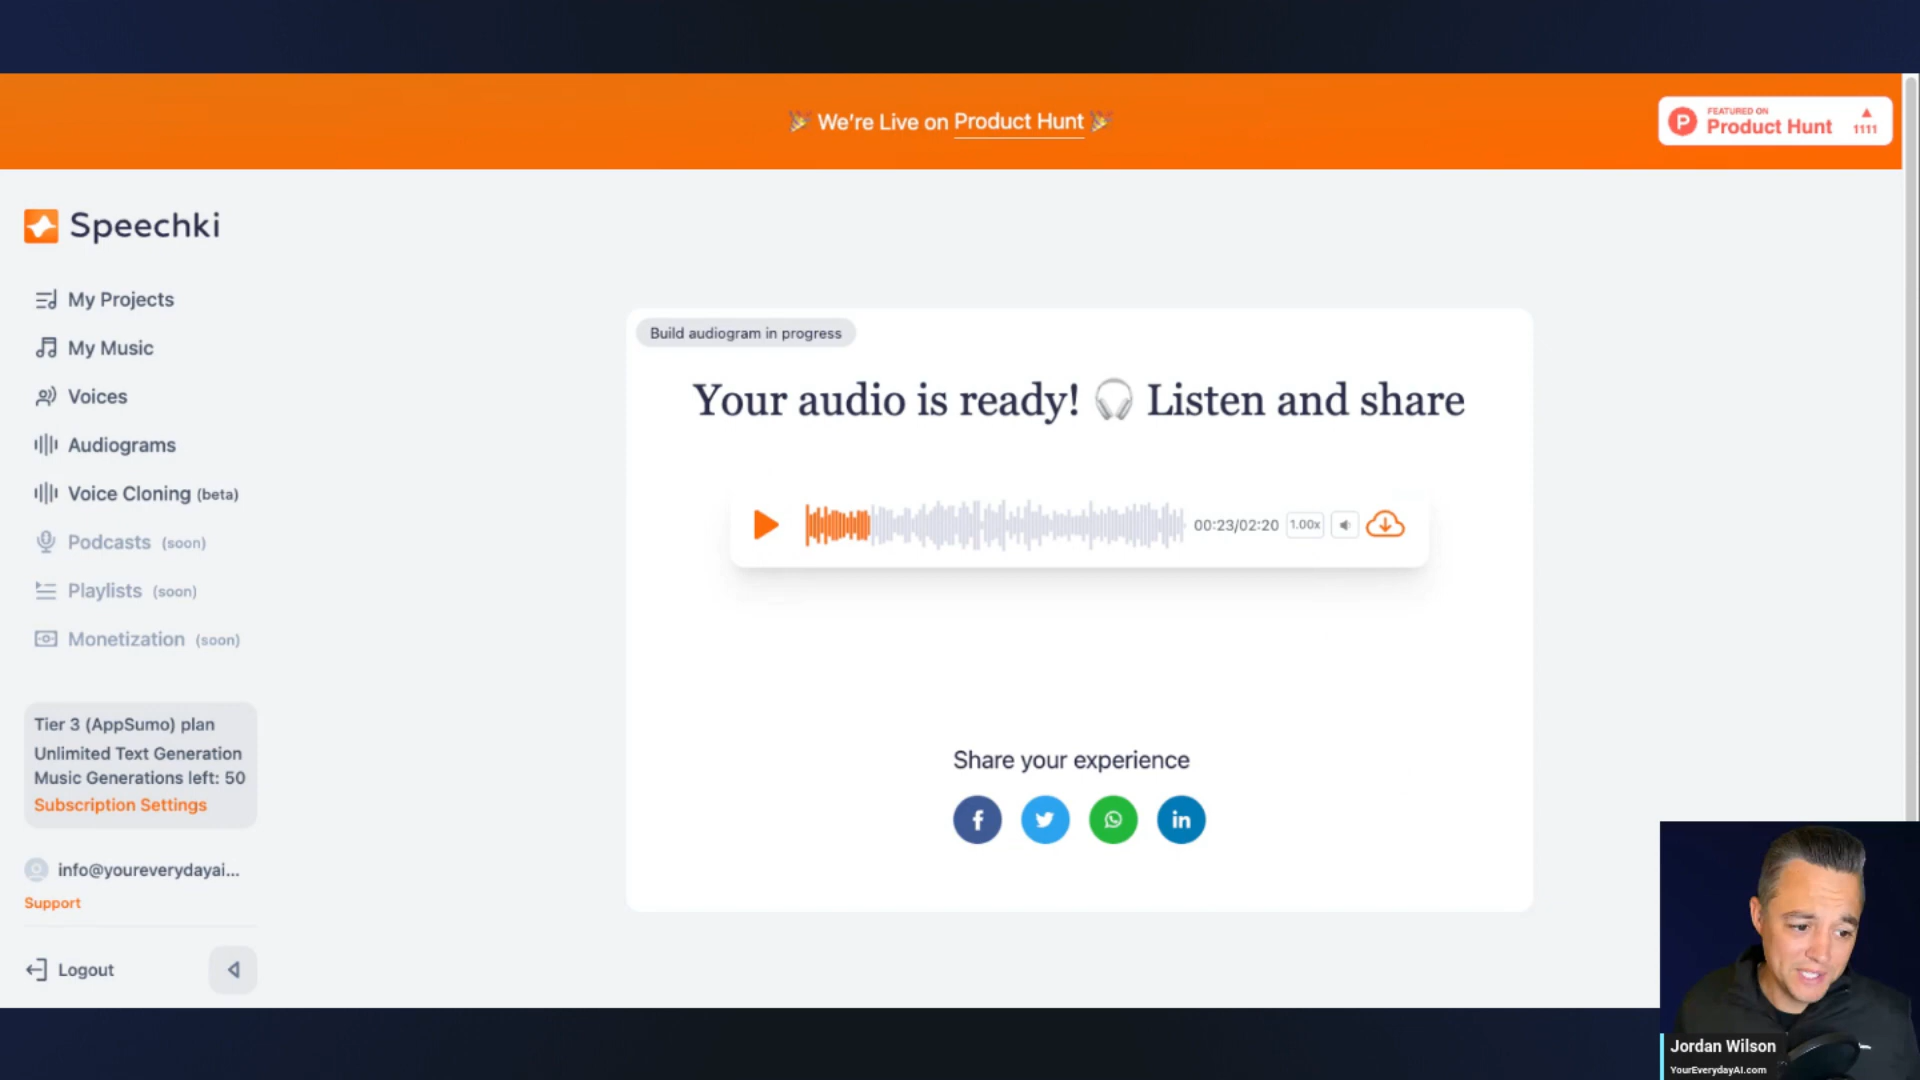 🎉 We're Live on Product Hunt 🎉
FEATURED ON
Product Hunt
1111
Speechki
My Projects
My Music
Voices
Audiograms
Voice Cloning (beta)
Podcasts (soon)
Playlists (soon)
Monetization (soon)
Tier 3 (AppSumo) plan
Unlimited Text Generation
Music Generations left: 50
Subscription Settings
info@youreverydayai...
Support
Logout
Build audiogram in progress
Your audio is ready! 🎧 Listen and share
00:23/02:20 1.00x
Share your experience
Jordan Wilson
YourEverydayAI.com